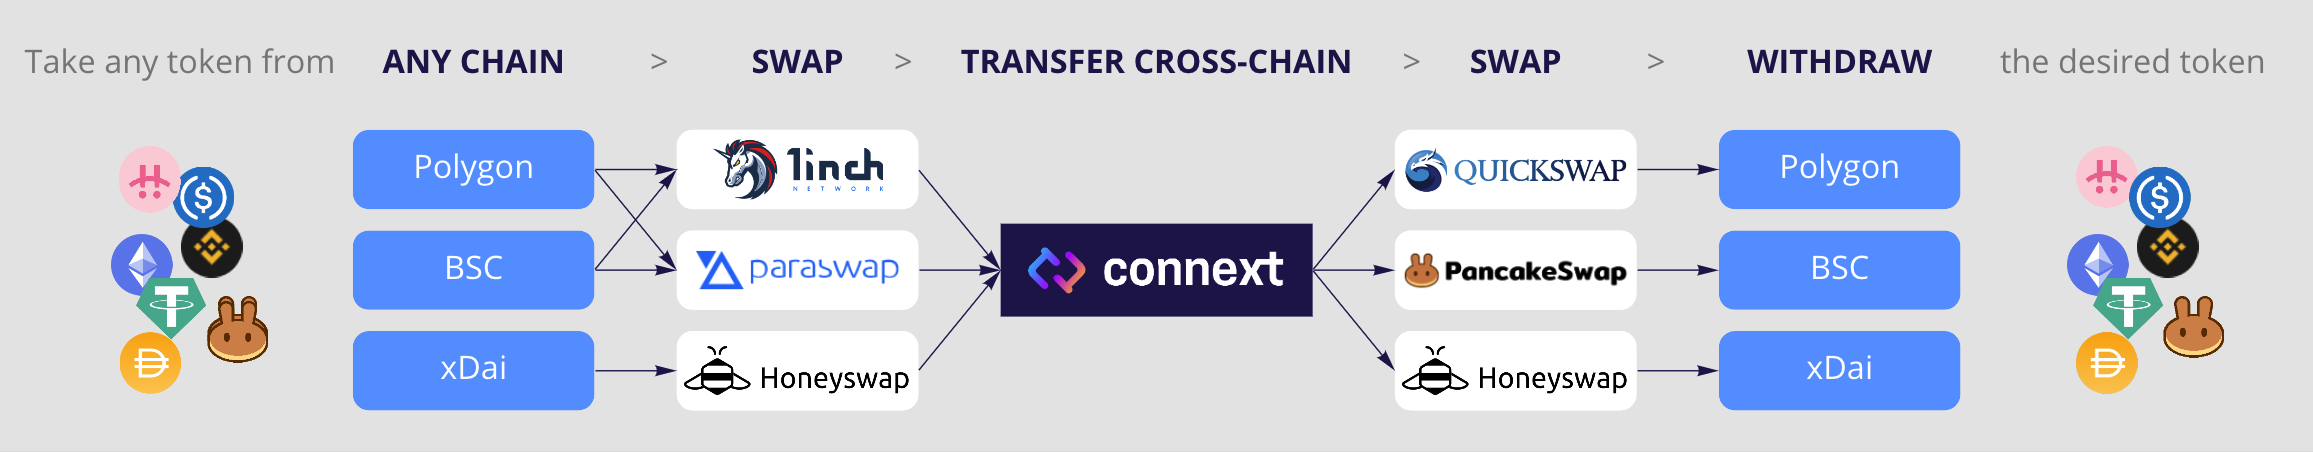 Take any token from ANY CHAIN > SWAP > TRANSFER CROSS-CHAIN > SWAP > WITHDRAW the desired token
Polygon
1inch
NETWORK
QUICKSWAP
Polygon
BSC
paraswap
connext
PancakeSwap
BSC
xDai
Honeyswap
Honeyswap
xDai